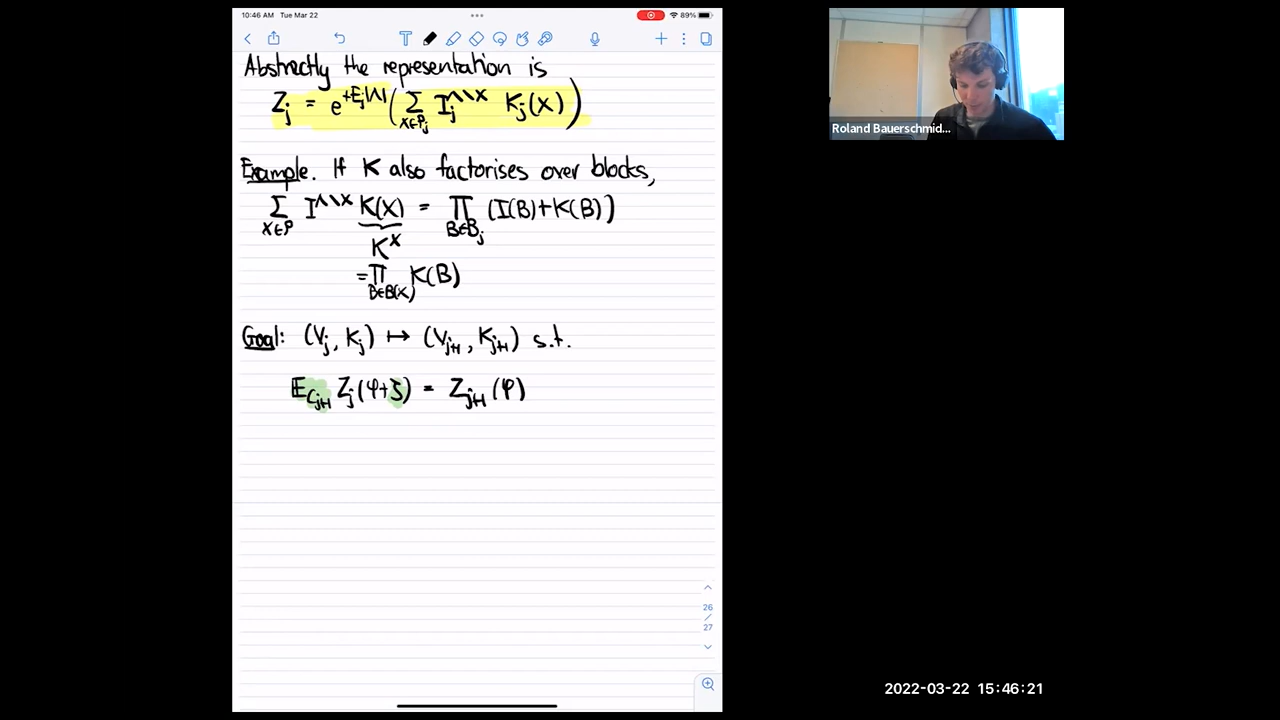 10:46 AM Tue Mar 22
89%
Abstractly the representation is
Z_j = e^{+E_j|Λ|} ( Σ_{X∈P_j} I_j^{Λ\X} K_j(X) )
Example. If K also factorises over blocks,
Σ_{X∈P} I^{Λ\X} K(X) = Π_{B∈B_j} (I(B)+K(B))
K^X
= Π_{B∈B(X)} K(B)
Goal: (V_j, K_j) ↦ (V_{j+1}, K_{j+1}) s.t.
E_{C_{j+1}} Z_j(φ+ζ) = Z_{j+1}(φ)
26
/
27
Roland Bauerschmid...
2022-03-22 15:46:21